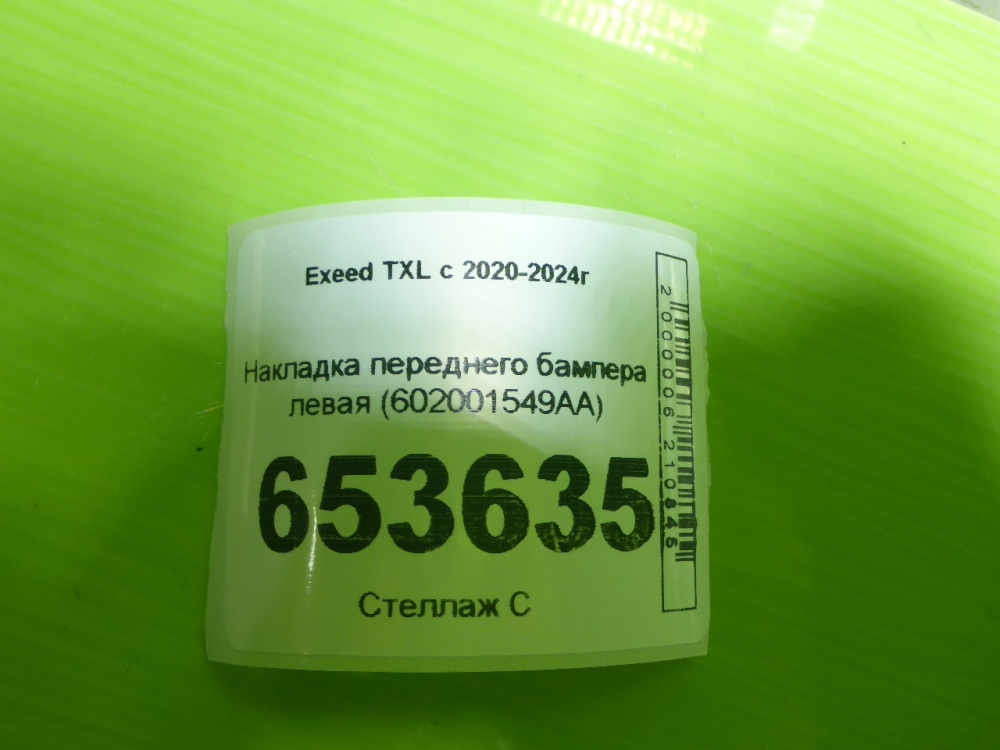 Exeed TXL с 2020-2024г
Накладка переднего бампера
левая (602001549AA)
653635
Стеллаж С
2000006210845